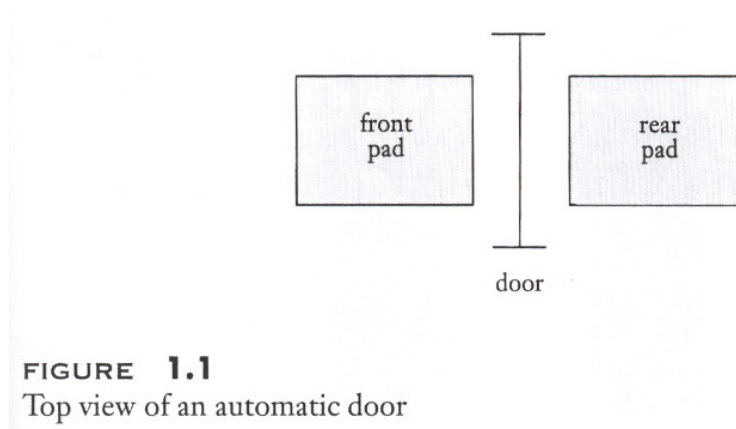 front
pad
rear
pad
door
FIGURE 1.1
Top view of an automatic door